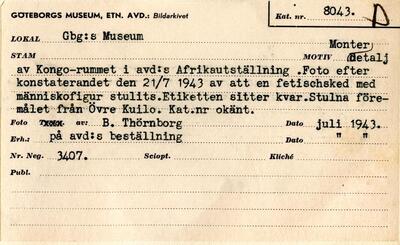 GÖTEBORGS MUSEUM, ETN. AVD.: Bildarkivet
Kat. nr. 8043. D
LOKAL Gbg:s Museum
Monter
STAM MOTIV Detalj
av Kongo-rummet i avd:s Afrikautställning .Foto efter
konstaterandet den 21/7 1943 av att en fetischsked med
människofigur stulits.Etiketten sitter kvar.Stulna före-
målet från Övre Kuilo. Kat.nr okänt.
Foto av: B. Thörnborg Dato juli 1943.
Erh.: på avd:s beställning Dato " "
Nr. Neg. 3407. Sciopt. Kliché
Publ.